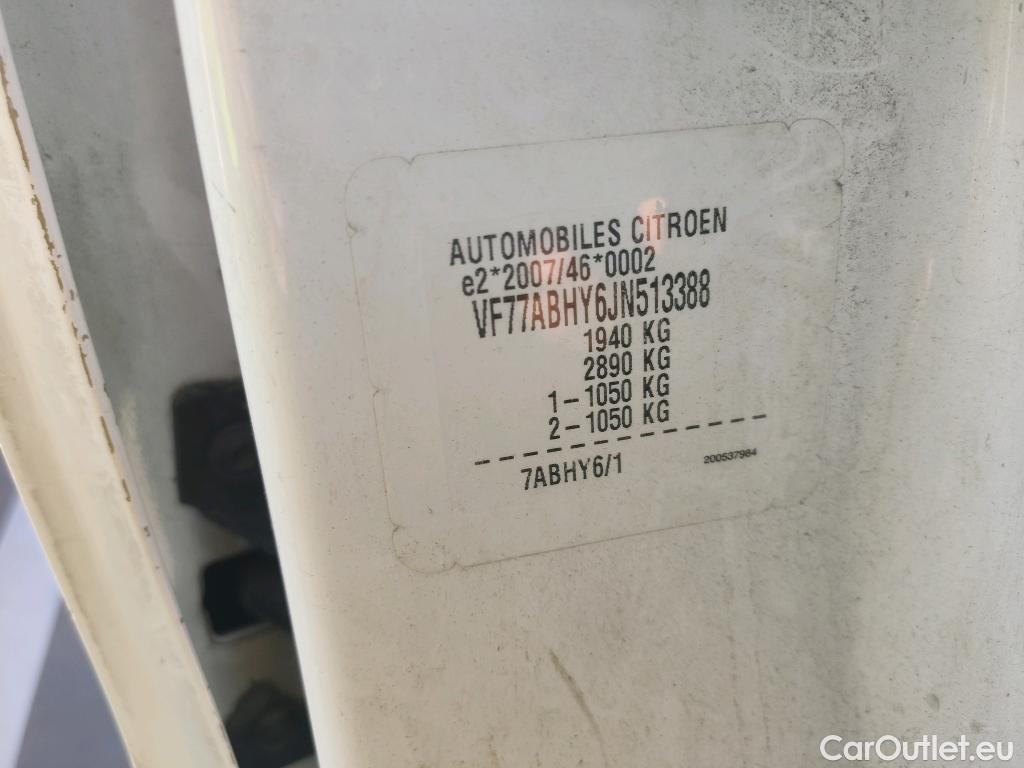 AUTOMOBILES CITROEN
e2*2007/46*0002
VF77ABHY6JN513388
1940 KG
2890 KG
1-1050 KG
2-1050 KG
7ABHY6/1 200537984
CarOutlet.eu